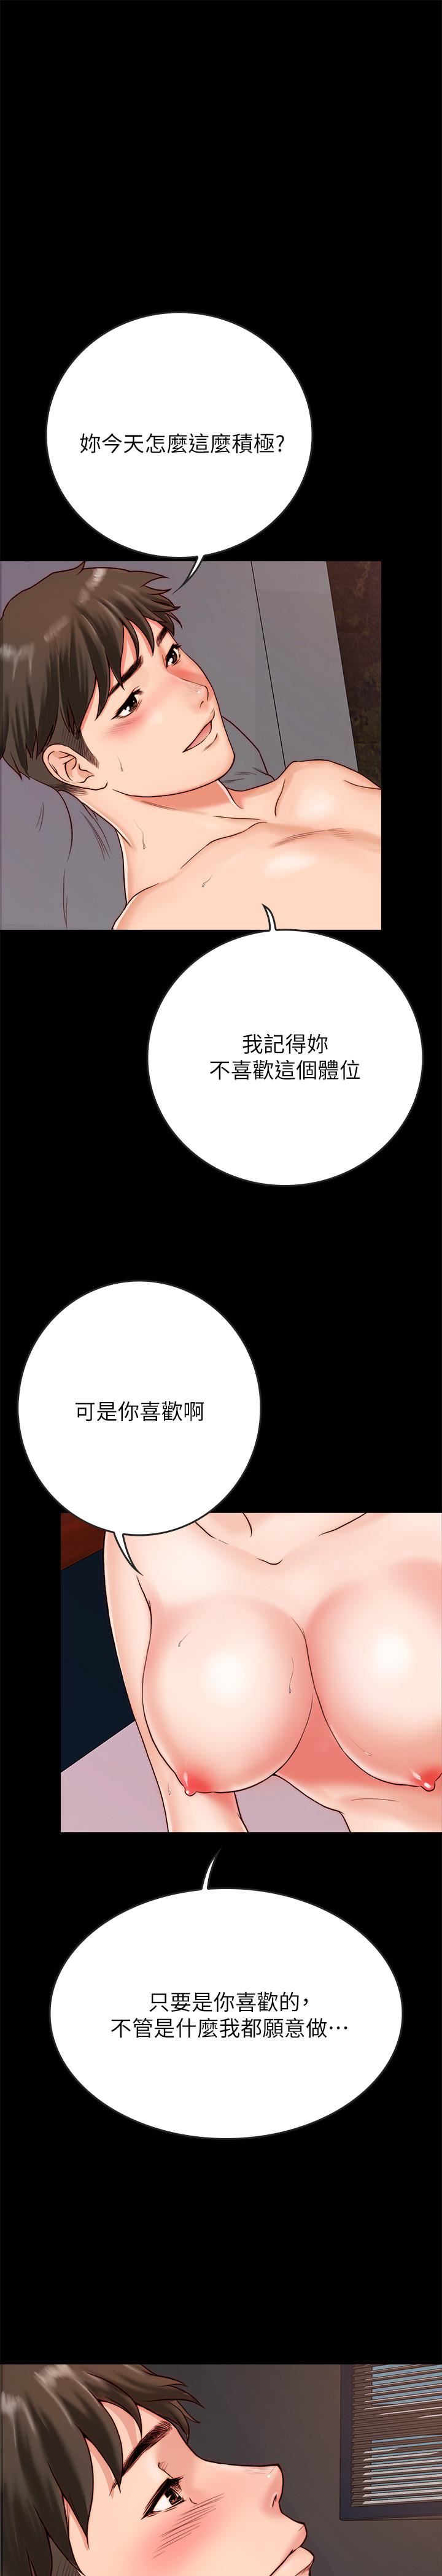 妳今天怎麼這麼積極?
我記得妳
不喜歡這個體位
可是你喜歡啊
只要是你喜歡的，
不管是什麼我都願意做…